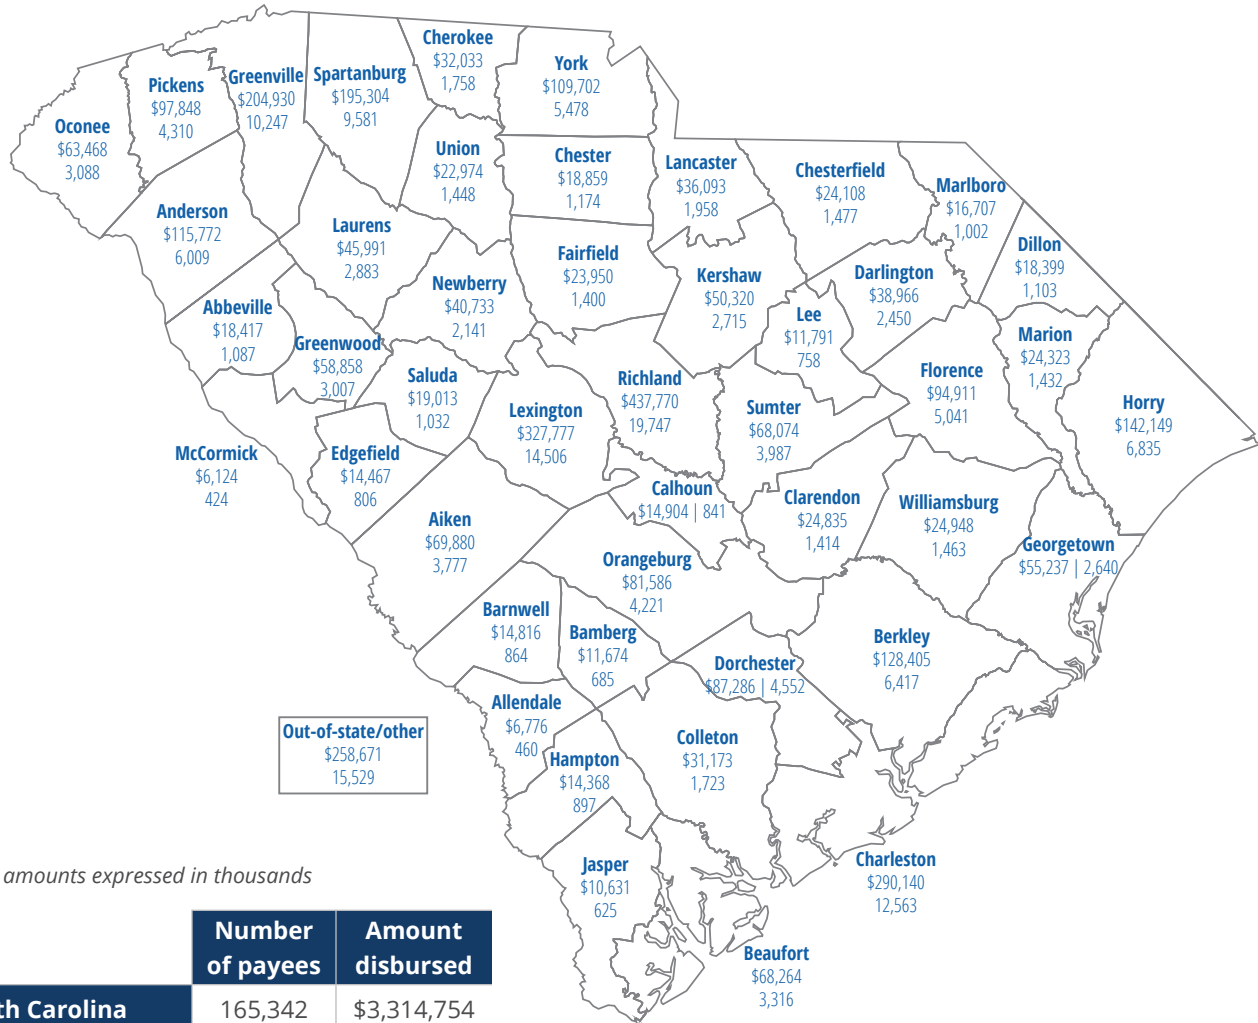 Cherokee
$32,033
1,758
York
$109,702
5,478
Greenville
$204,930
10,247
Spartanburg
$195,304
9,581
Pickens
$97,848
4,310
Oconee
$63,468
3,088
Union
$22,974
1,448
Chester
$18,859
1,174
Lancaster
$36,093
1,958
Chesterfield
$24,108
1,477
Marlboro
$16,707
1,002
Anderson
$115,772
6,009
Laurens
$45,991
2,883
Fairfield
$23,950
1,400
Kershaw
$50,320
2,715
Darlington
$38,966
2,450
Dillon
$18,399
1,103
Newberry
$40,733
2,141
Abbeville
$18,417
1,087
Lee
$11,791
758
Marion
$24,323
1,432
Greenwood
$58,858
3,007
Saluda
$19,013
1,032
Richland
$437,770
19,747
Florence
$94,911
5,041
Lexington
$327,777
14,506
Sumter
$68,074
3,987
Horry
$142,149
6,835
McCormick
$6,124
424
Edgefield
$14,467
806
Calhoun
$14,904 | 841
Clarendon
$24,835
1,414
Williamsburg
$24,948
1,463
Aiken
$69,880
3,777
Georgetown
$55,237 | 2,640
Orangeburg
$81,586
4,221
Barnwell
$14,816
864
Bamberg
$11,674
685
Berkley
$128,405
6,417
Dorchester
$87,286 | 4,552
Allendale
$6,776
460
Out-of-state/other
$258,671
15,529
Colleton
$31,173
1,723
Hampton
$14,368
897
Jasper
$10,631
625
Charleston
$290,140
12,563
Beaufort
$68,264
3,316
amounts expressed in thousands
Number of payees
Amount disbursed
th Carolina 165,342 $3,314,754